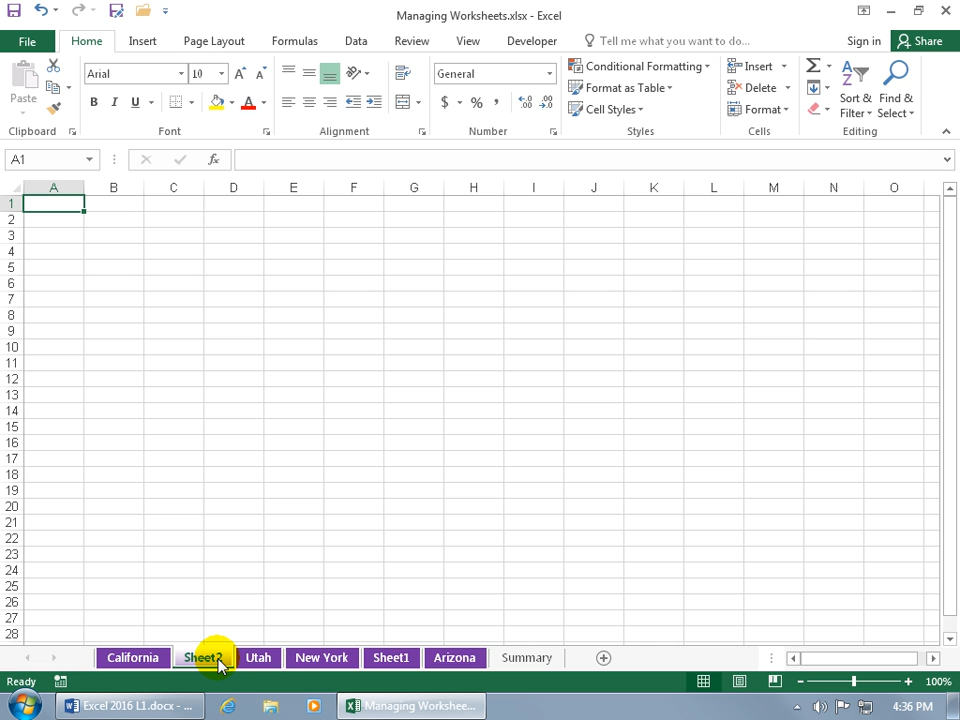 Managing Worksheets.xlsx - Excel
File Home Insert Page Layout Formulas Data Review View Developer Tell me what you want to do... Sign in Share
Paste Arial 10 General Conditional Formatting Insert
B I U $ % , .0 .00 Format as Table Delete Sort & Find &
Cell Styles Format Filter Select
Clipboard Font Alignment Number Styles Cells Editing
A1 fx
A B C D E F G H I J K L M N O
1
2
3
4
5
6
7
8
9
10
11
12
13
14
15
16
17
18
19
20
21
22
23
24
25
26
27
28
California Sheet2 Utah New York Sheet1 Arizona Summary
Ready 100%
Excel 2016 L1.docx - ... Managing Workshee... 4:36 PM